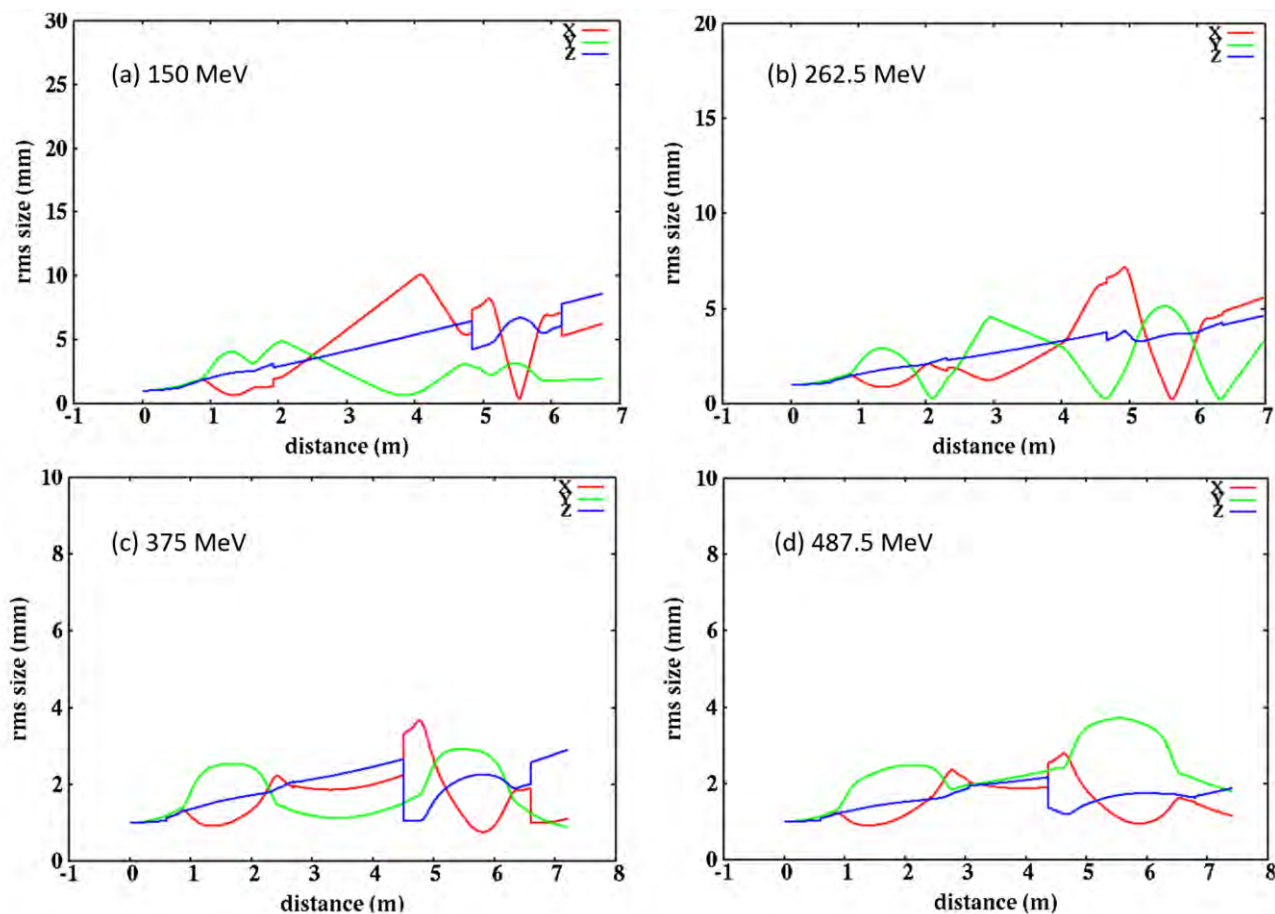 30
25
20
15
10
5
0
-1 0 1 2 3 4 5 6 7
rms size (mm)
distance (m)
(a) 150 MeV
X
Y
Z
20
15
10
5
0
-1 0 1 2 3 4 5 6 7
rms size (mm)
distance (m)
(b) 262.5 MeV
X
Y
Z
10
8
6
4
2
0
-1 0 1 2 3 4 5 6 7 8
rms size (mm)
distance (m)
(c) 375 MeV
X
Y
Z
10
8
6
4
2
0
-1 0 1 2 3 4 5 6 7 8
rms size (mm)
distance (m)
(d) 487.5 MeV
X
Y
Z